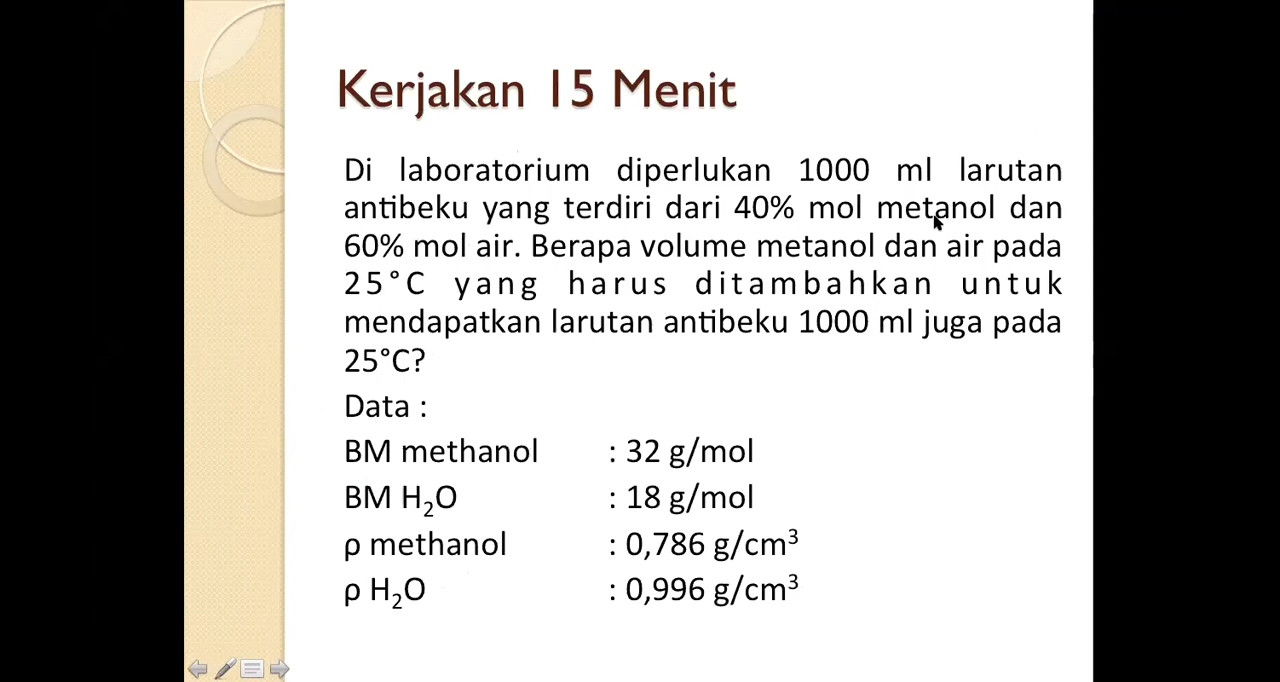 Kerjakan 15 Menit
Di laboratorium diperlukan 1000 ml larutan
antibeku yang terdiri dari 40% mol metanol dan
60% mol air. Berapa volume metanol dan air pada
25°C yang harus ditambahkan untuk
mendapatkan larutan antibeku 1000 ml juga pada
25°C?
Data :
BM methanol : 32 g/mol
BM H₂O : 18 g/mol
ρ methanol : 0,786 g/cm³
ρ H₂O : 0,996 g/cm³